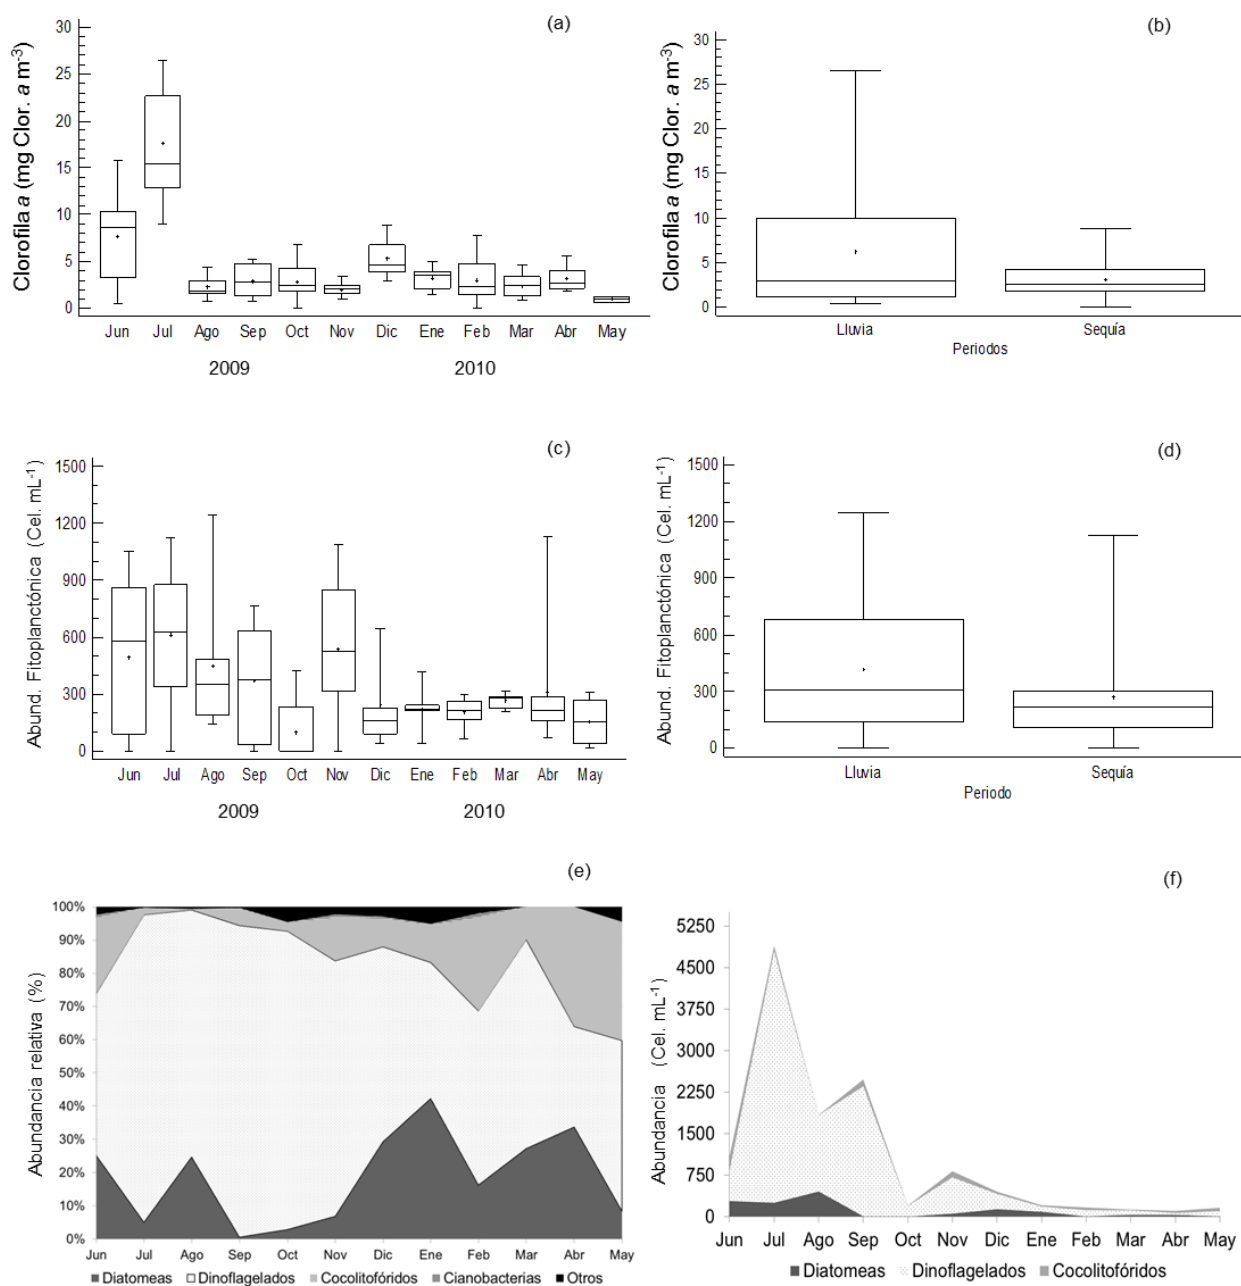 (a)
Clorofila a (mg Clor. a m-3)
30
25
20
15
10
5
0
Jun Jul Ago Sep Oct Nov Dic Ene Feb Mar Abr May
2009 2010
(b)
Clorofila a (mg Clor. a m-3)
30
25
20
15
10
5
0
Lluvia Sequía
Periodos
(c)
Abund. Fitoplanctónica (Cel. mL-1)
1500
1200
900
600
300
0
Jun Jul Ago Sep Oct Nov Dic Ene Feb Mar Abr May
2009 2010
(d)
Abund. Fitoplanctónica (Cel. mL-1)
1500
1200
900
600
300
0
Lluvia Sequía
Periodo
(e)
Abundancia relativa (%)
100%
90%
80%
70%
60%
50%
40%
30%
20%
10%
0%
Jun Jul Ago Sep Oct Nov Dic Ene Feb Mar Abr May
Diatomeas Dinoflagelados Cocolitofóridos Cianobacterias Otros
(f)
Abundancia (Cel. mL-1)
5250
4500
3750
3000
2250
1500
750
0
Jun Jul Ago Sep Oct Nov Dic Ene Feb Mar Abr May
Diatomeas Dinoflagelados Cocolitofóridos